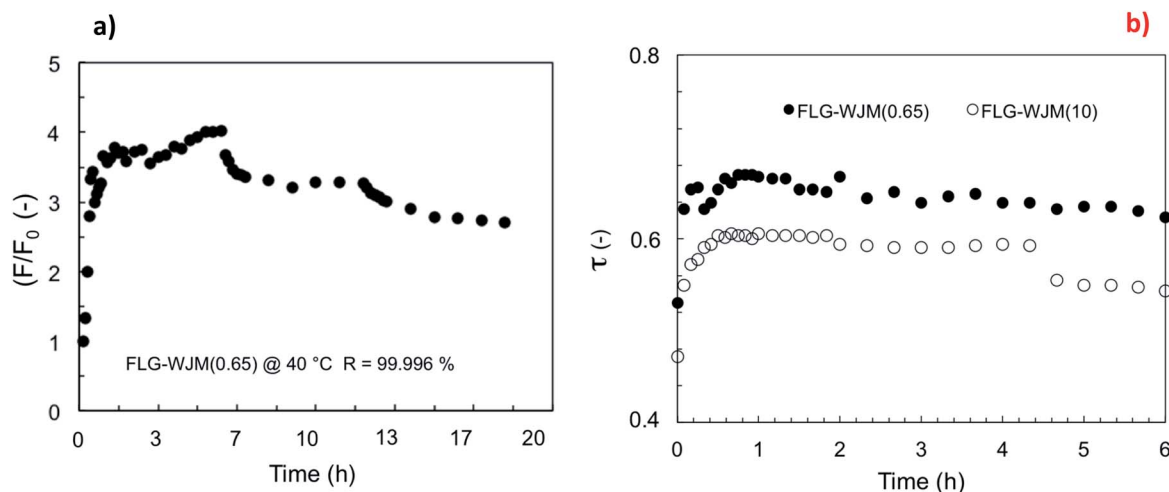 a)
5
4
3
2
1
0
(F/F0 (-)
FLG-WJM(0.65) @ 40 °C R = 99.996 %
0 3 7 10 13 17 20
Time (h)
b)
0.8
0.6
0.4
τ (-)
FLG-WJM(0.65) FLG-WJM(10)
0 1 2 3 4 5 6
Time (h)